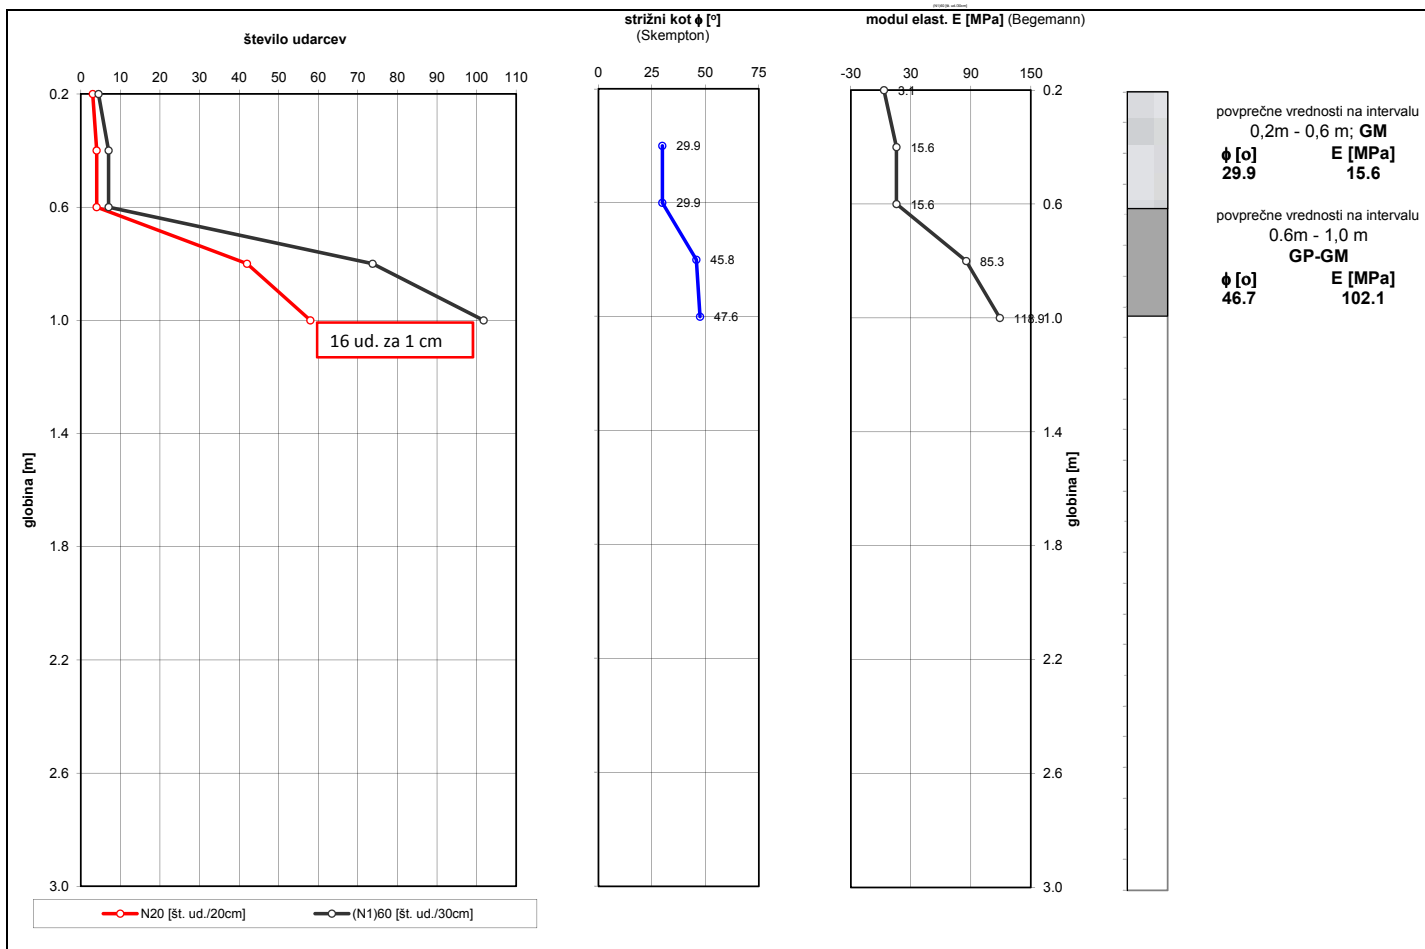 (N1)60 [št. ud./30cm]
število udarcev
0 10 20 30 40 50 60 70 80 90 100 110
0.2
0.6
1.0
1.4
1.8
2.2
2.6
3.0
globina [m]
16 ud. za 1 cm
N20 [št. ud./20cm]
(N1)60 [št. ud./30cm]
strižni kot ϕ [º]
(Skempton)
0 25 50 75
29.9
29.9
45.8
47.6
modul elast. E [MPa] (Begemann)
-30 30 90 150
3.1
15.6
15.6
85.3
118.9
0.2
0.6
1.0
1.4
1.8
2.2
2.6
3.0
globina [m]
povprečne vrednosti na intervalu
0,2m - 0,6 m; GM
ϕ [o] E [MPa]
29.9 15.6
povprečne vrednosti na intervalu
0.6m - 1,0 m
GP-GM
ϕ [o] E [MPa]
46.7 102.1